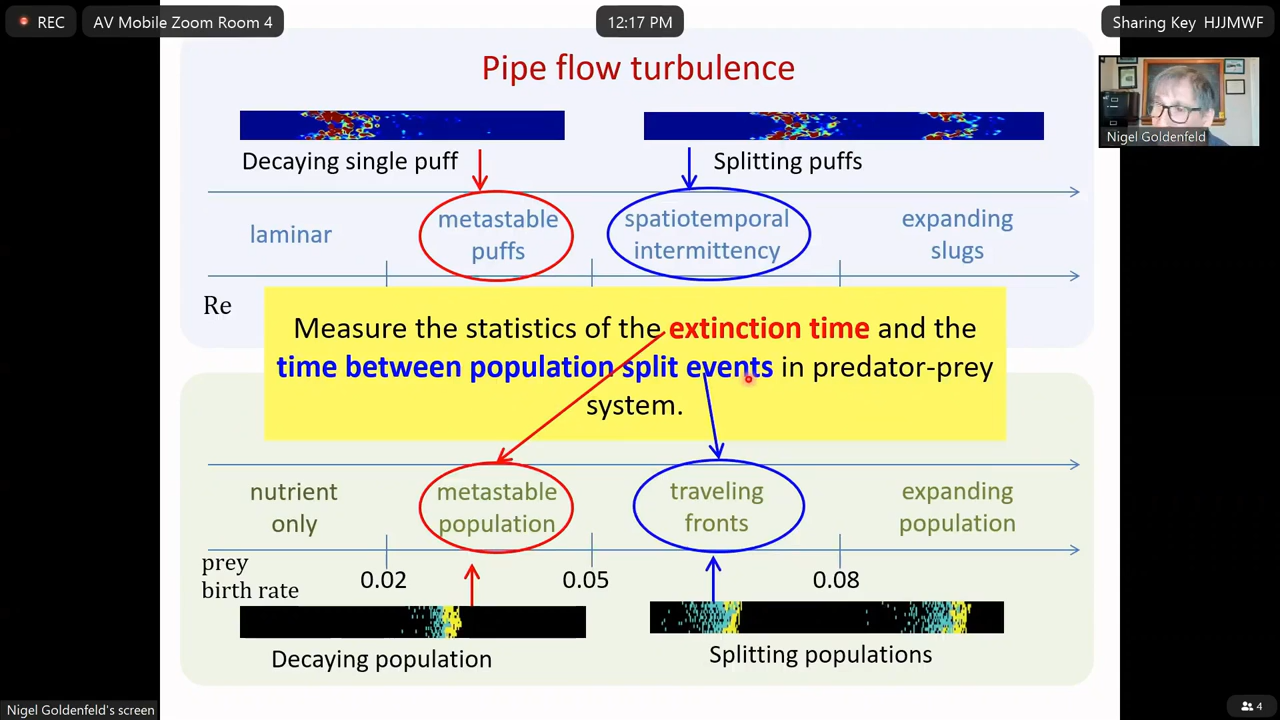 REC
AV Mobile Zoom Room 4
12:17 PM
Sharing Key HJJMWF
Pipe flow turbulence
Nigel Goldenfeld
Decaying single puff
Splitting puffs
laminar
metastable
puffs
spatiotemporal
intermittency
expanding
slugs
Re
Measure the statistics of the extinction time and the
time between population split events in predator-prey
system.
nutrient
only
metastable
population
traveling
fronts
expanding
population
prey
birth rate
0.02
0.05
0.08
Decaying population
Splitting populations
Nigel Goldenfeld's screen
4